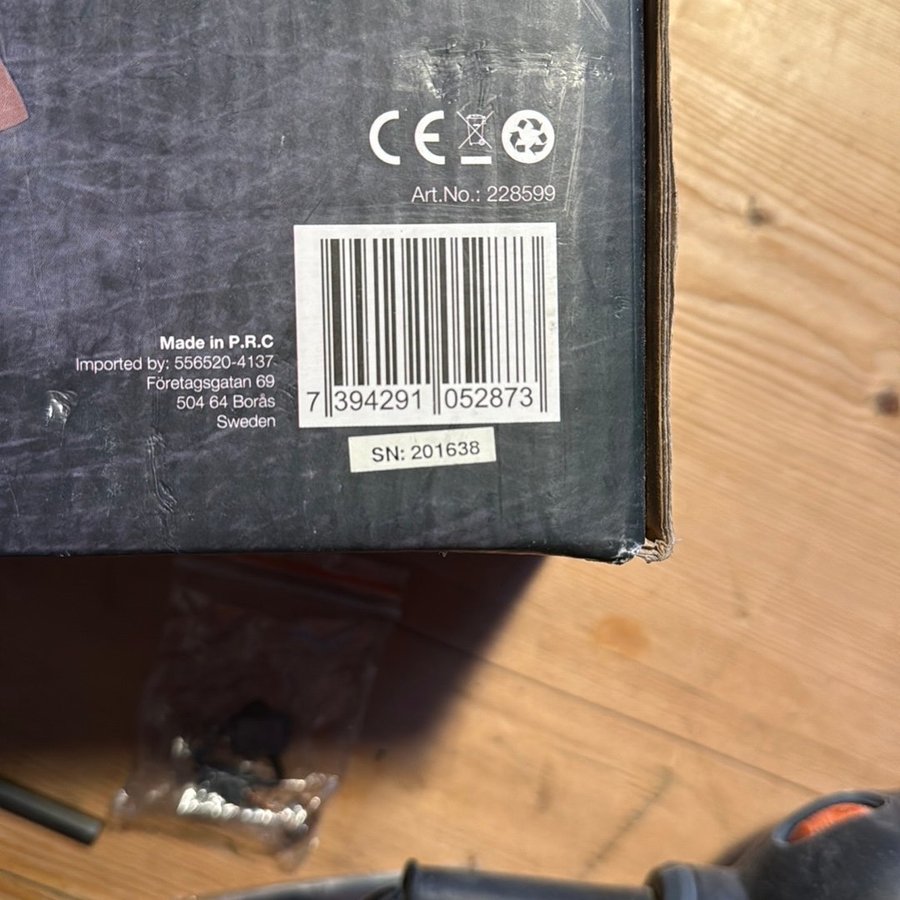 CE
Art.No.: 228599
Made in P.R.C
Imported by: 556520-4137
Företagsgatan 69
504 64 Borås
Sweden
7 394291 052873
SN: 201638